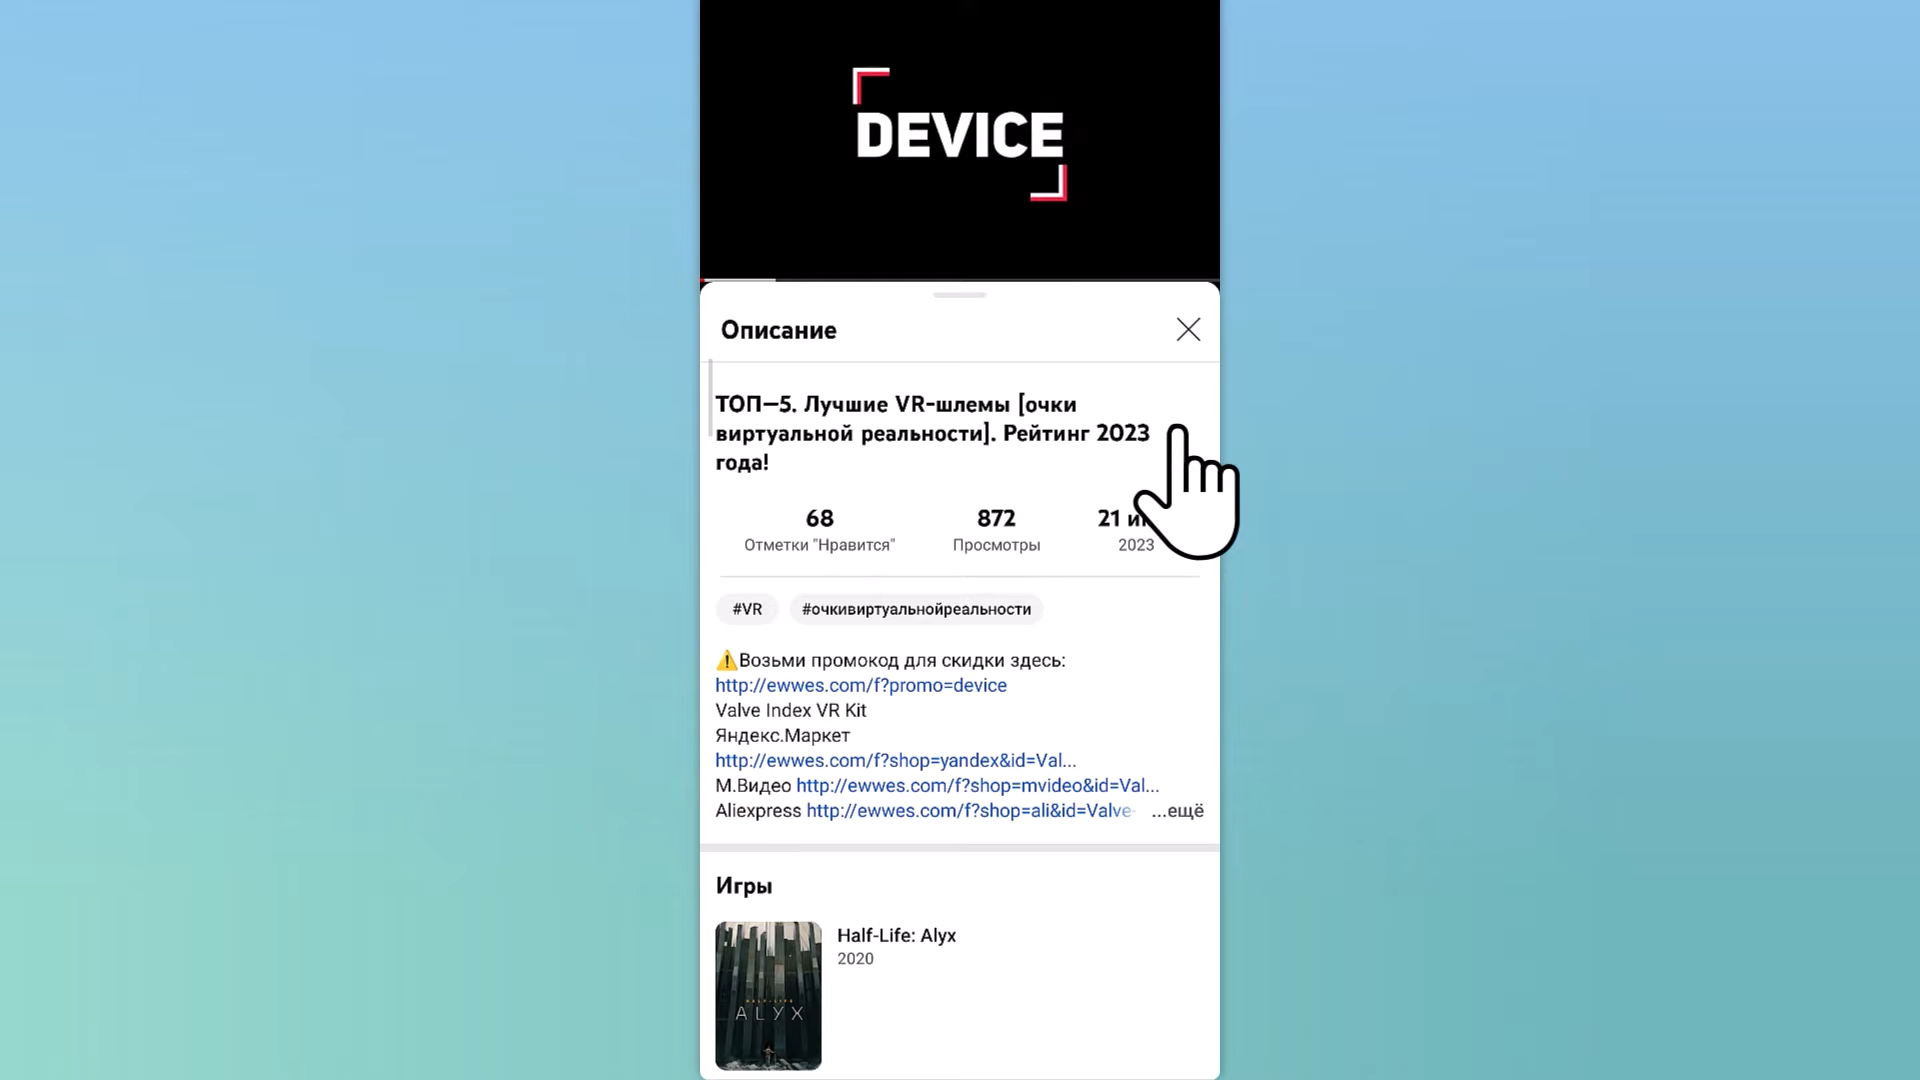 DEVICE
Описание
ТОП—5. Лучшие VR-шлемы [очки
виртуальной реальности]. Рейтинг 2023
года!
68 872 21
Отметки "Нравится" Просмотры 2023
#VR #очкивиртуальнойреальности
⚠️Возьми промокод для скидки здесь:
http://ewwes.com/f?promo=device
Valve Index VR Kit
Яндекс.Маркет
http://ewwes.com/f?shop=yandex&id=Val...
М.Видео http://ewwes.com/f?shop=mvideo&id=Val...
Aliexpress http://ewwes.com/f?shop=ali&id=Valve- ...ещё
Игры
Half-Life: Alyx
2020
HALF-LIFE
ALYX